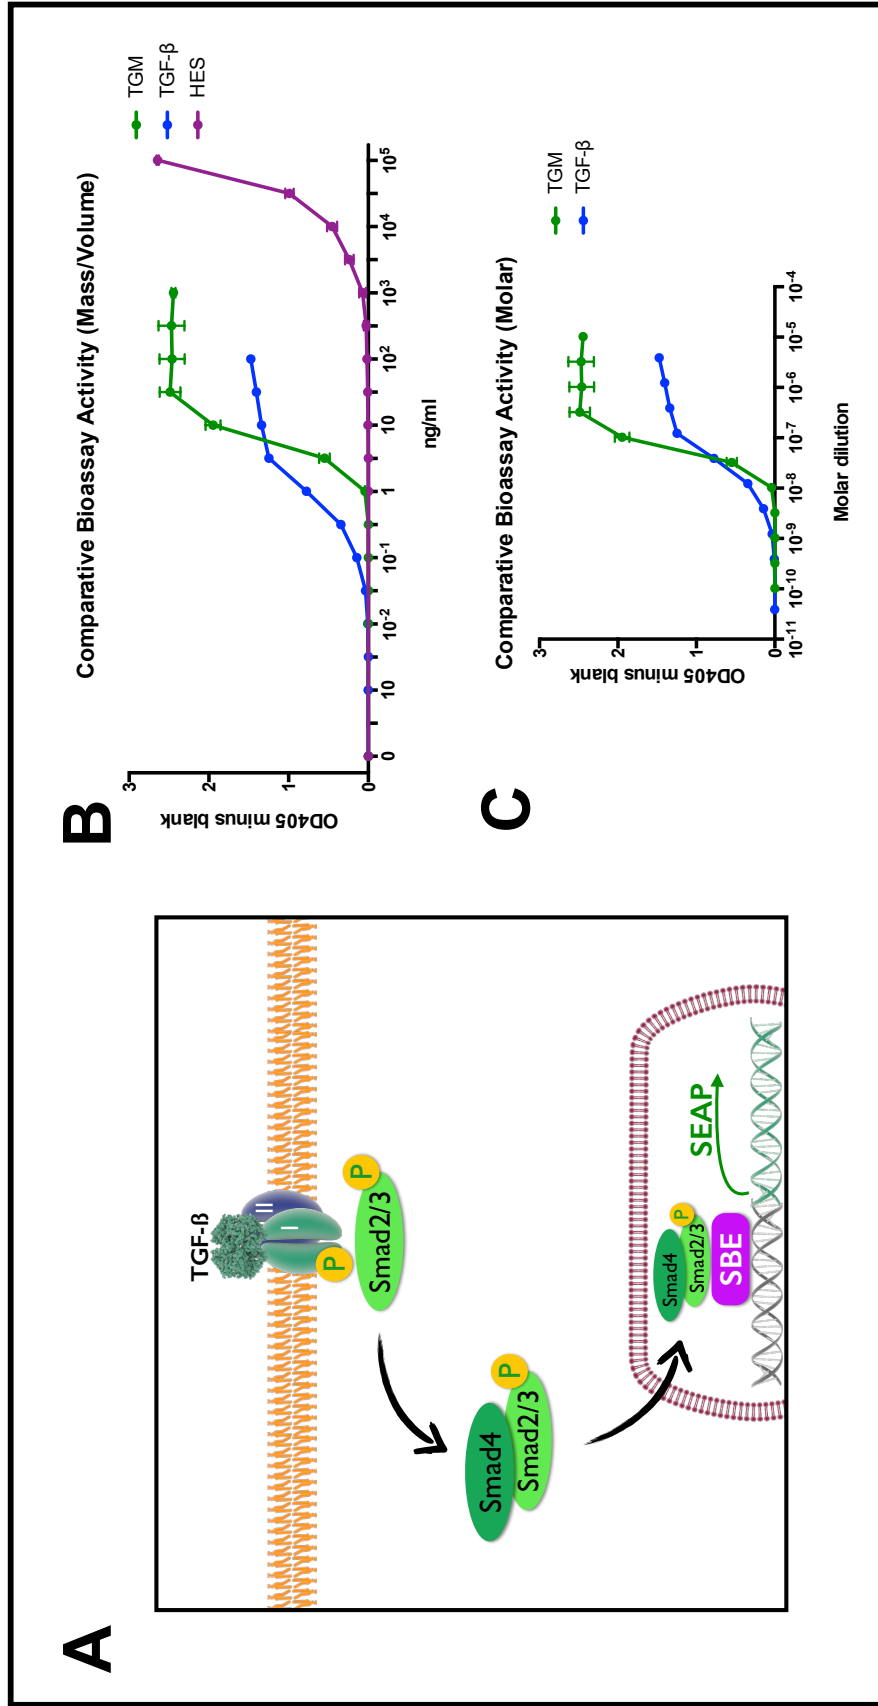 A
TGF-ß
II
I
P
P
Smad2/3
Smad4
P
Smad2/3
Smad4
P
Smad2/3
SBE
SEAP
B
Comparative Bioassay Activity (Mass/Volume)
OD405 minus blank
3
2
1
0
0
10
10-2
10-1
1
10
10²
10³
10⁴
10⁵
ng/ml
TGM
TGF-β
HES
C
Comparative Bioassay Activity (Molar)
OD405 minus blank
3
2
1
0
10-11
10-10
10-9
10-8
10-7
10-6
10-5
10-4
Molar dilution
TGM
TGF-β